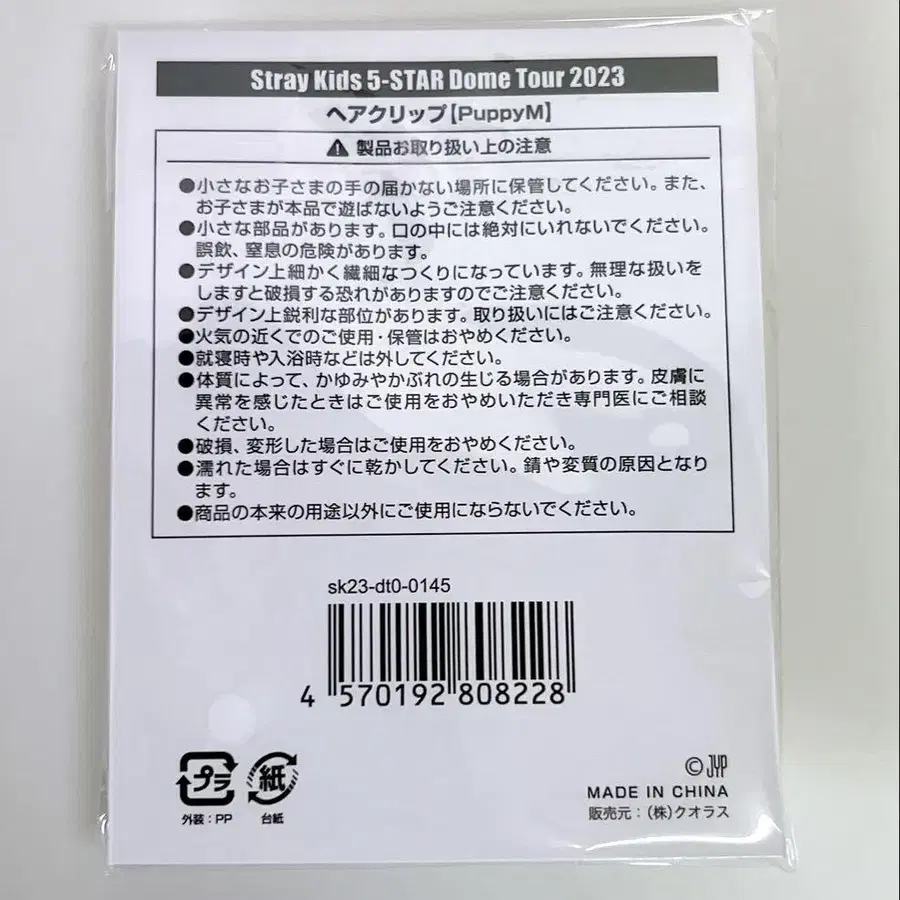 Stray Kids 5-STAR Dome Tour 2023
ヘアクリップ【PuppyM】
⚠ 製品お取り扱い上の注意
●小さなお子さまの手の届かない場所に保管してください。また、
お子さまが本品で遊ばないようご注意ください。
●小さな部品があります。口の中には絶対にいれないでください。
誤飲、窒息の危険があります。
●デザイン上細かく繊細なつくりになっています。無理な扱いを
しますと破損する恐れがありますのでご注意ください。
●デザイン上鋭利な部位があります。取り扱いにはご注意ください。
●火気の近くでのご使用・保管はおやめください。
●就寝時や入浴時などは外してください。
●体質によって、かゆみやかぶれの生じる場合があります。皮膚に
異常を感じたときはご使用をおやめいただき専門医にご相談
ください。
●破損、変形した場合はご使用をおやめください。
●濡れた場合はすぐに乾かしてください。錆や変質の原因となり
ます。
●商品の本来の用途以外にご使用にならないでください。
sk23-dt0-0145
4 570192 808228
プラ 紙
外装:PP 台紙
©JYP
MADE IN CHINA
販売元:(株)クオラス